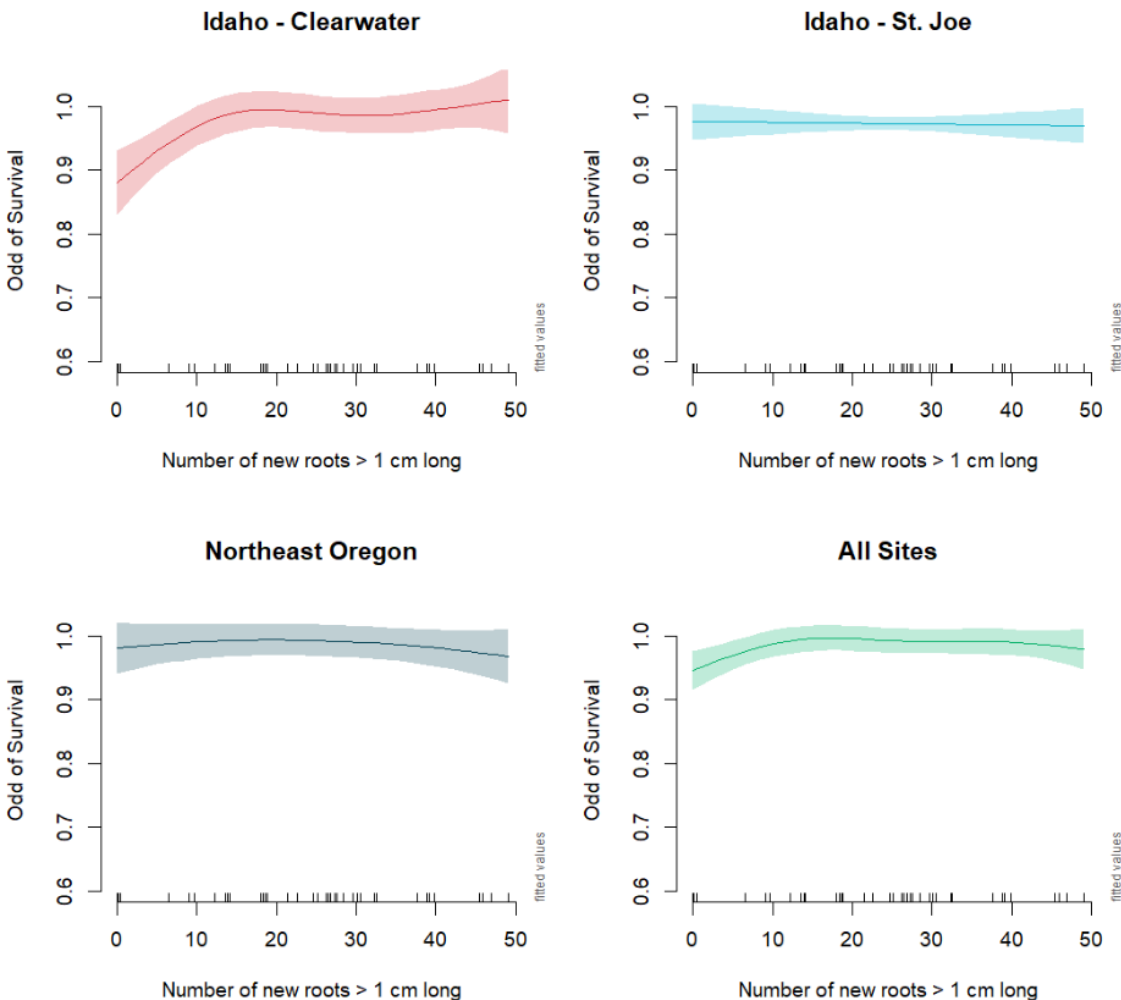 Idaho - Clearwater
Odd of Survival
1.0
0.9
0.8
0.7
0.6
0 10 20 30 40 50
Number of new roots > 1 cm long
fitted values
Idaho - St. Joe
Odd of Survival
1.0
0.9
0.8
0.7
0.6
0 10 20 30 40 50
Number of new roots > 1 cm long
fitted values
Northeast Oregon
Odd of Survival
1.0
0.9
0.8
0.7
0.6
0 10 20 30 40 50
Number of new roots > 1 cm long
fitted values
All Sites
Odd of Survival
1.0
0.9
0.8
0.7
0.6
0 10 20 30 40 50
Number of new roots > 1 cm long
fitted values